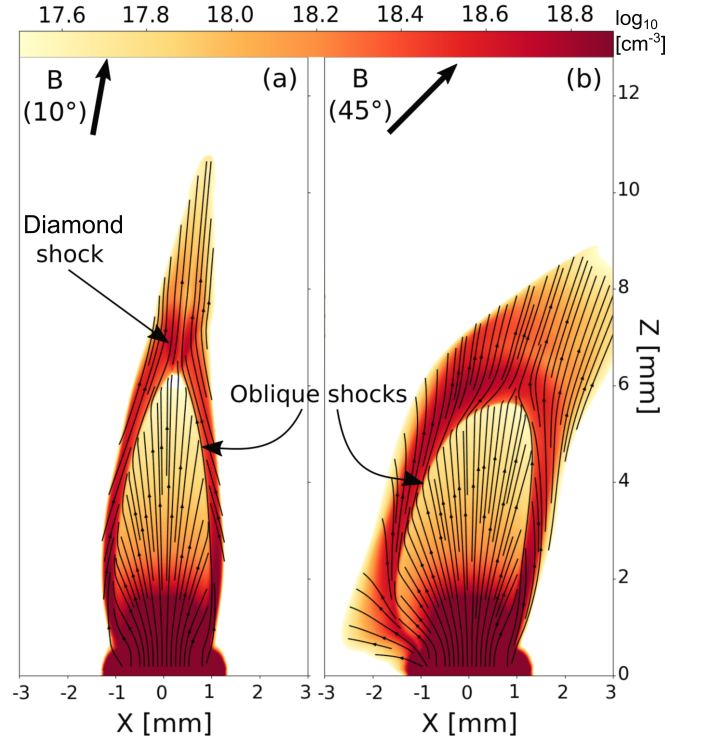 17.6 17.8 18.0 18.2 18.4 18.6 18.8 log10
[cm-3]
B
(10°)
(a)
B
(45°)
(b)
Diamond
shock
Oblique shocks
12
10
8
6
4
2
0
Z [mm]
-3 -2 -1 0 1 2 3
-3 -2 -1 0 1 2 3
X [mm]
X [mm]